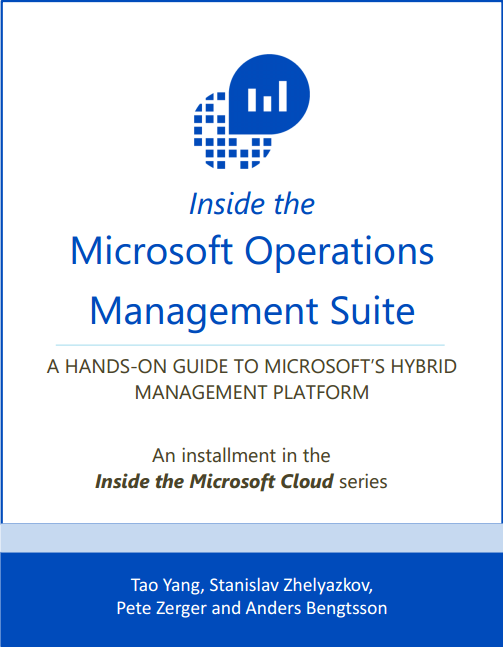 Inside the
Microsoft Operations
Management Suite
A HANDS-ON GUIDE TO MICROSOFT’S HYBRID
MANAGEMENT PLATFORM
An installment in the
Inside the Microsoft Cloud series
Tao Yang, Stanislav Zhelyazkov,
Pete Zerger and Anders Bengtsson